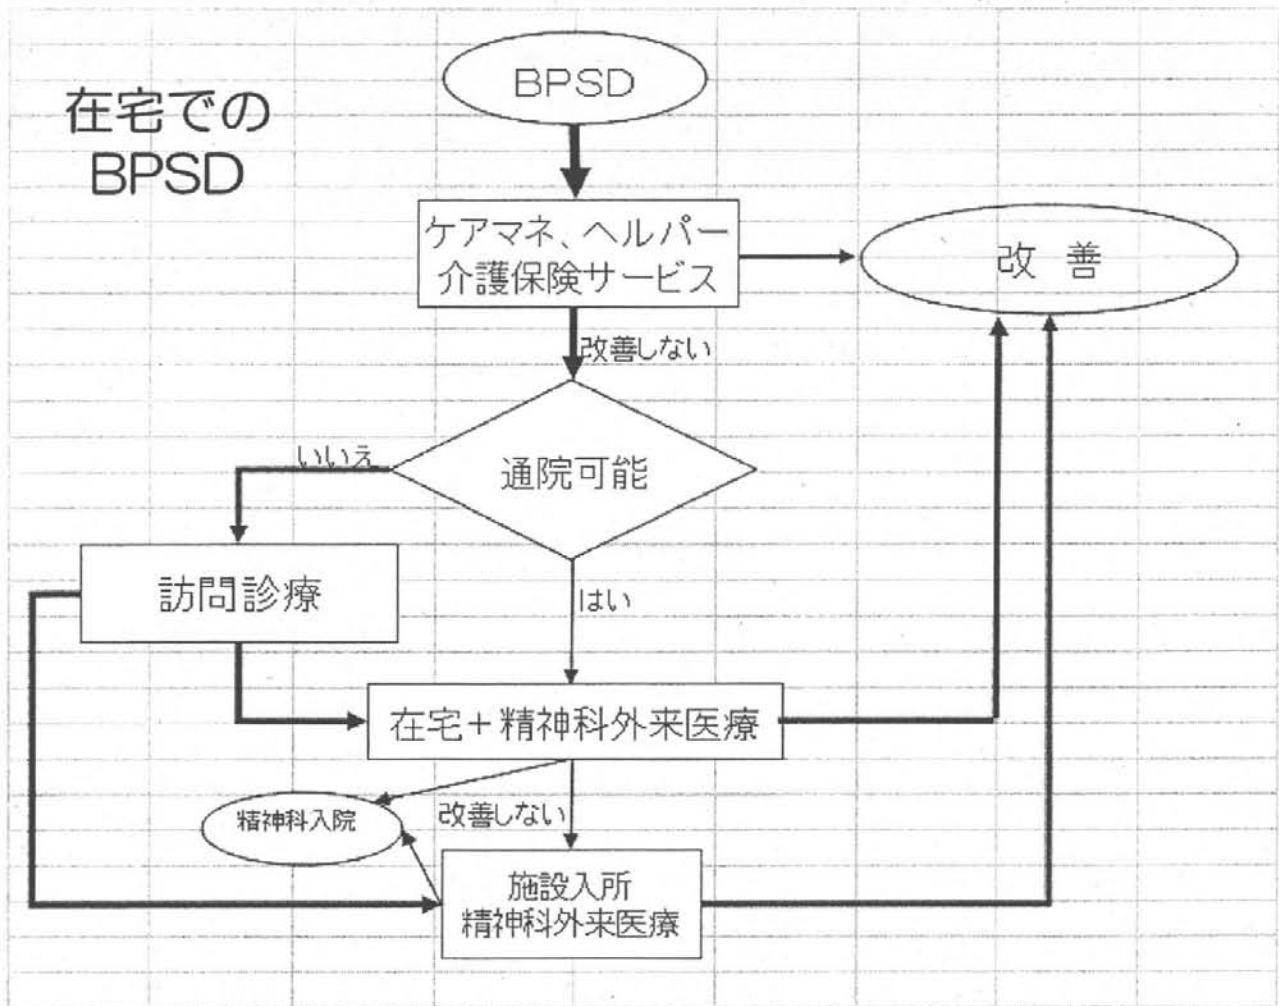 在宅での
BPSD
BPSD
ケアマネ、ヘルパー
介護保険サービス
改善
改善しない
通院可能
いいえ
はい
訪問診療
在宅+精神科外来医療
精神科入院
改善しない
施設入所
精神科外来医療